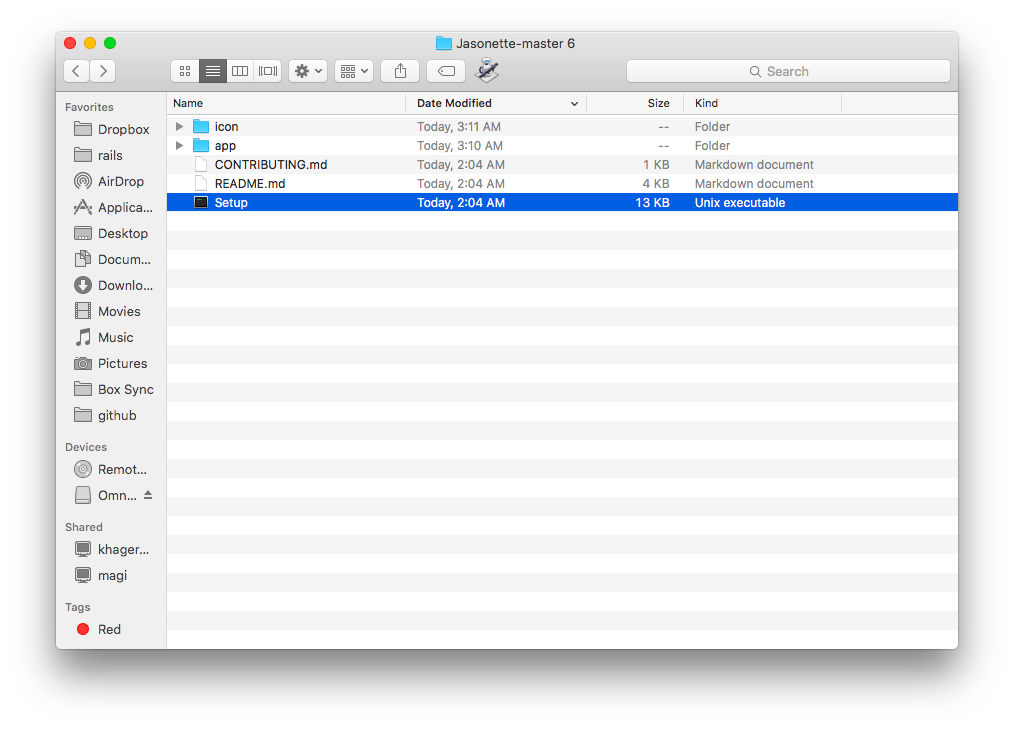 Jasonette-master 6
Search
Favorites
Dropbox
rails
AirDrop
Applica...
Desktop
Docum...
Downlo...
Movies
Music
Pictures
Box Sync
github
Devices
Remot...
Omn...
Shared
khager...
magi
Tags
Red
Name Date Modified Size Kind
icon Today, 3:11 AM -- Folder
app Today, 3:10 AM -- Folder
CONTRIBUTING.md Today, 2:04 AM 1 KB Markdown document
README.md Today, 2:04 AM 4 KB Markdown document
Setup Today, 2:04 AM 13 KB Unix executable